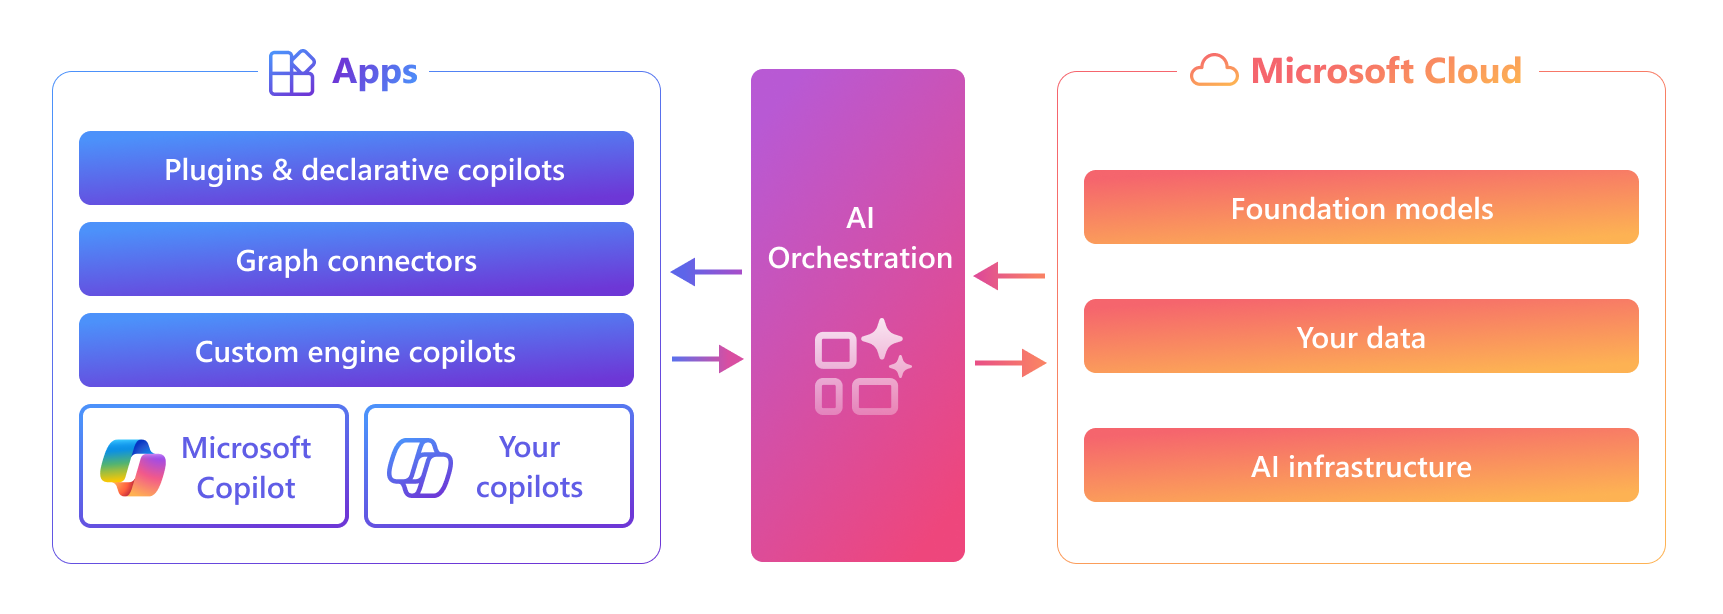 Apps
Plugins & declarative copilots
Graph connectors
Custom engine copilots
Microsoft
Copilot
Your
copilots
AI
Orchestration
Microsoft Cloud
Foundation models
Your data
AI infrastructure